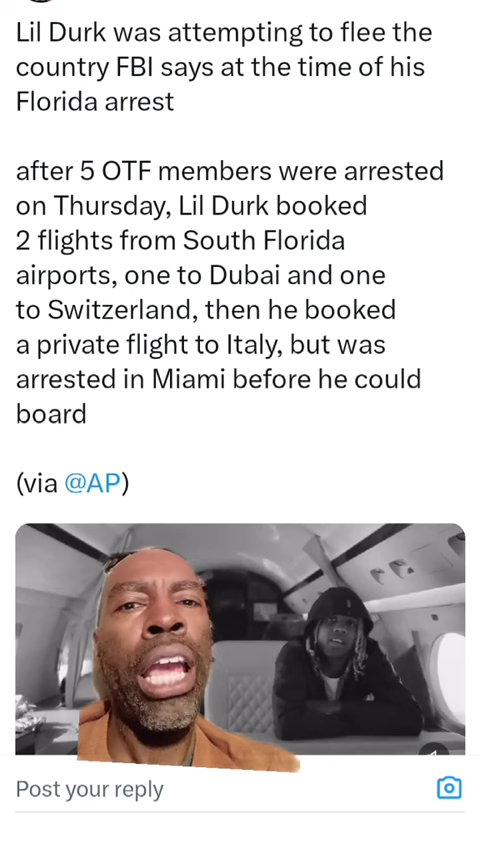 Lil Durk was attempting to flee the
country FBI says at the time of his
Florida arrest
after 5 OTF members were arrested
on Thursday, Lil Durk booked
2 flights from South Florida
airports, one to Dubai and one
to Switzerland, then he booked
a private flight to Italy, but was
arrested in Miami before he could
board
(via @AP)
Post your reply